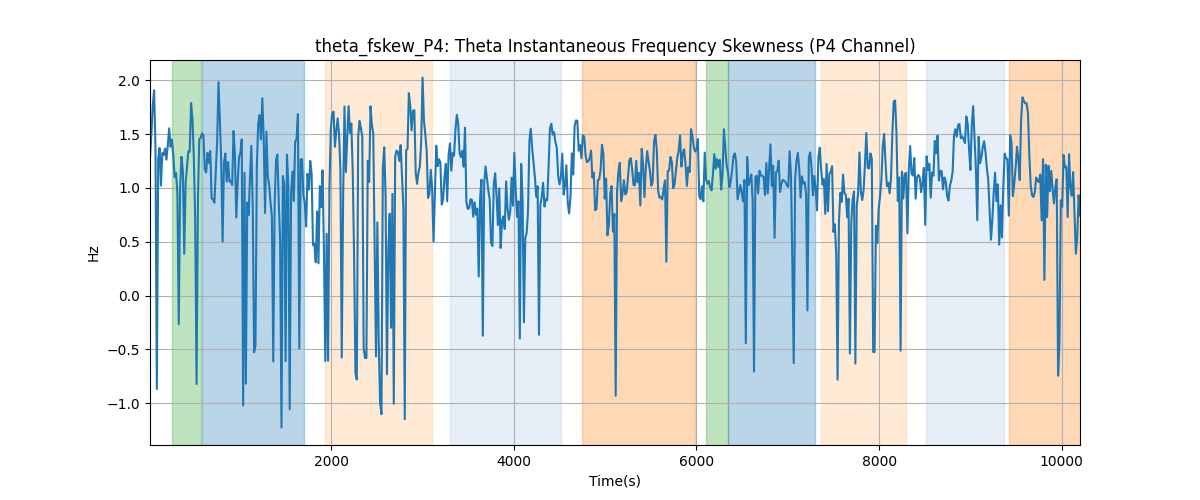 theta_fskew_P4: Theta Instantaneous Frequency Skewness (P4 Channel)
2.0
1.5
1.0
0.5
0.0
−0.5
−1.0
Hz
2000 4000 6000 8000 10000
Time(s)